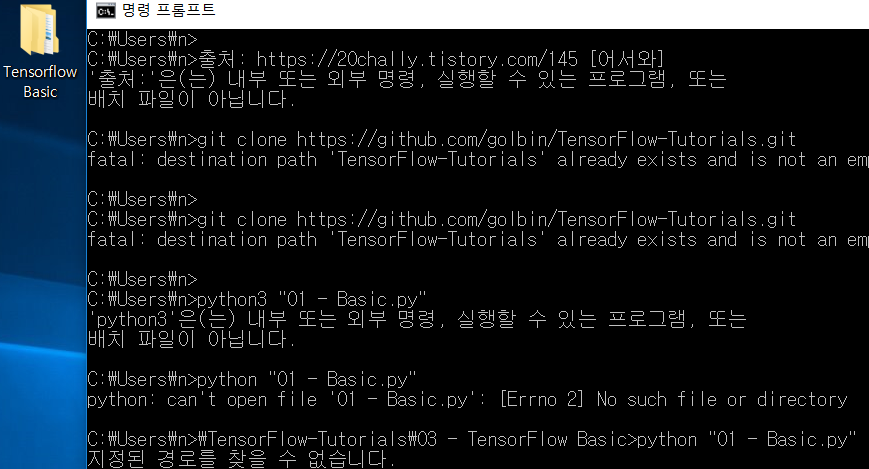 명령 프롬프트
Tensorflow
Basic
C:\Users\n>
C:\Users\n>출처: https://20chally.tistory.com/145 [어서와]
'출처:'은(는) 내부 또는 외부 명령, 실행할 수 있는 프로그램, 또는
배치 파일이 아닙니다.
C:\Users\n>git clone https://github.com/golbin/TensorFlow-Tutorials.git
fatal: destination path 'TensorFlow-Tutorials' already exists and is not an em
C:\Users\n>
C:\Users\n>git clone https://github.com/golbin/TensorFlow-Tutorials.git
fatal: destination path 'TensorFlow-Tutorials' already exists and is not an em
C:\Users\n>
C:\Users\n>python3 "01 - Basic.py"
'python3'은(는) 내부 또는 외부 명령, 실행할 수 있는 프로그램, 또는
배치 파일이 아닙니다.
C:\Users\n>python "01 - Basic.py"
python: can't open file '01 - Basic.py': [Errno 2] No such file or directory
C:\Users\n>\TensorFlow-Tutorials\03 - TensorFlow Basic>python "01 - Basic.py"
지정된 경로를 찾을 수 없습니다.